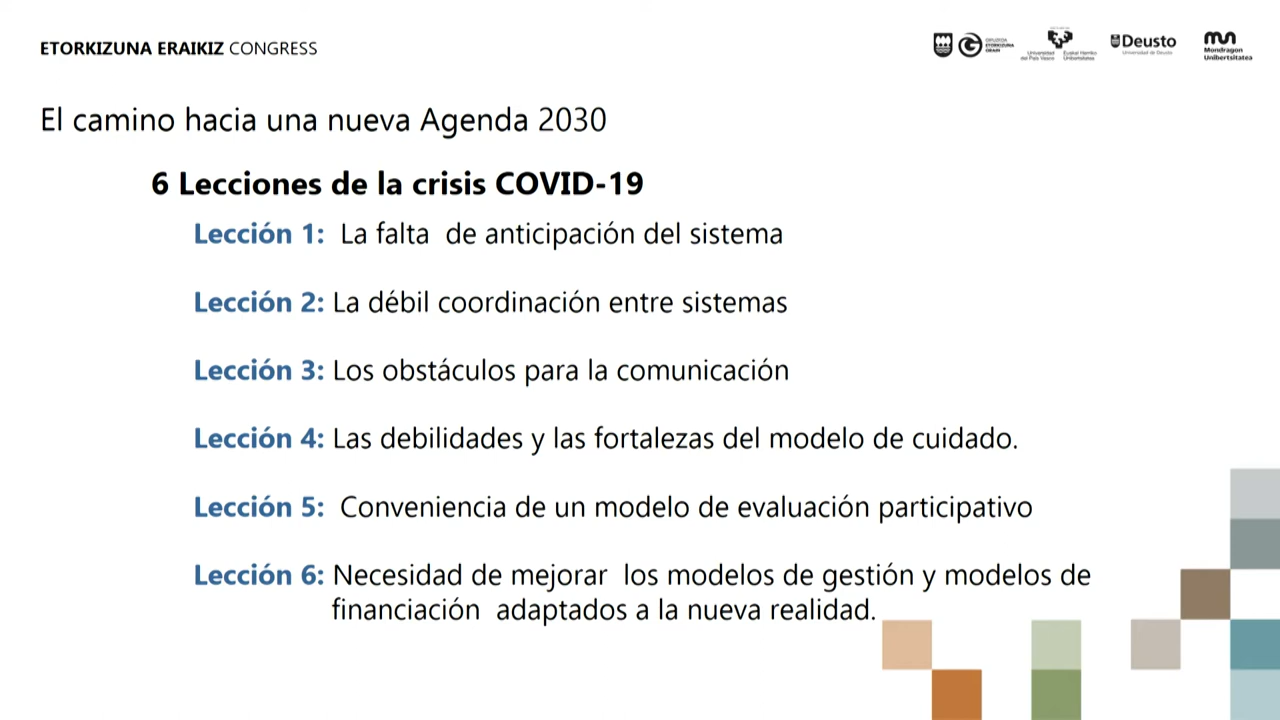 ETORKIZUNA ERAIKIZ CONGRESS
Deusto
Universidad de Deusto
Mondragon
Unibertsitatea
El camino hacia una nueva Agenda 2030
6 Lecciones de la crisis COVID-19
Lección 1: La falta de anticipación del sistema
Lección 2: La débil coordinación entre sistemas
Lección 3: Los obstáculos para la comunicación
Lección 4: Las debilidades y las fortalezas del modelo de cuidado.
Lección 5: Conveniencia de un modelo de evaluación participativo
Lección 6: Necesidad de mejorar los modelos de gestión y modelos de
financiación adaptados a la nueva realidad.